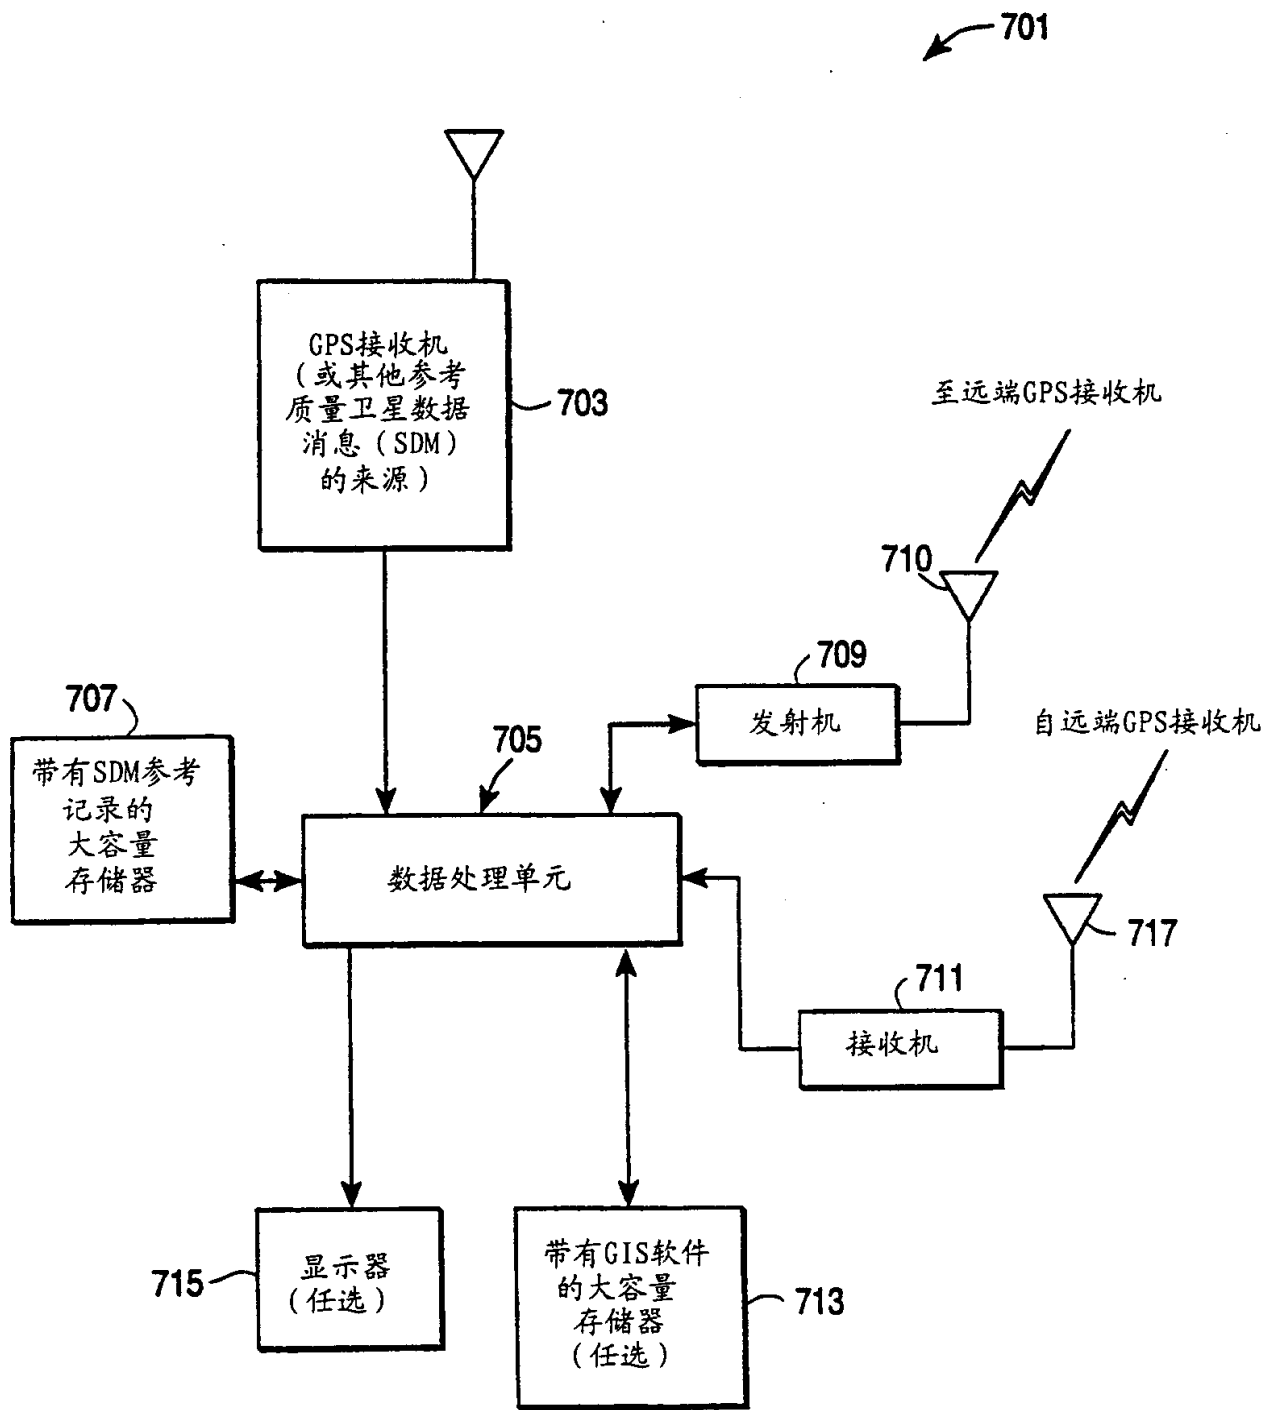 701
GPS接收机
(或其他参考
质量卫星数据
消息(SDM)
的来源)
703
至远端GPS接收机
710
709
发射机
自远端GPS接收机
707
带有SDM参考
记录的
大容量
存储器
705
数据处理单元
717
711
接收机
715
显示器
(任选)
带有GIS软件
的大容量
存储器
(任选)
713